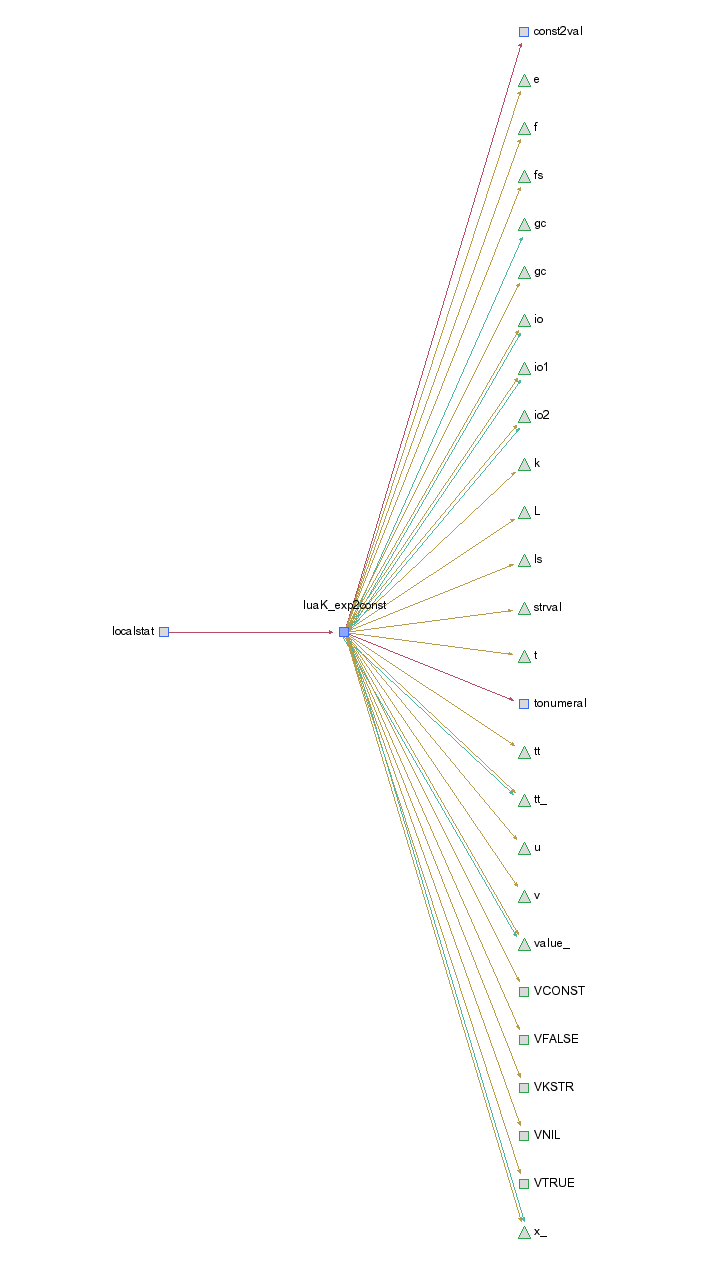 const2val
e
f
fs
gc
gc
io
io1
io2
k
L
ls
strval
luaK_exp2const
localstat
t
tonumeral
tt
tt_
u
v
value_
VCONST
VFALSE
VKSTR
VNIL
VTRUE
x_